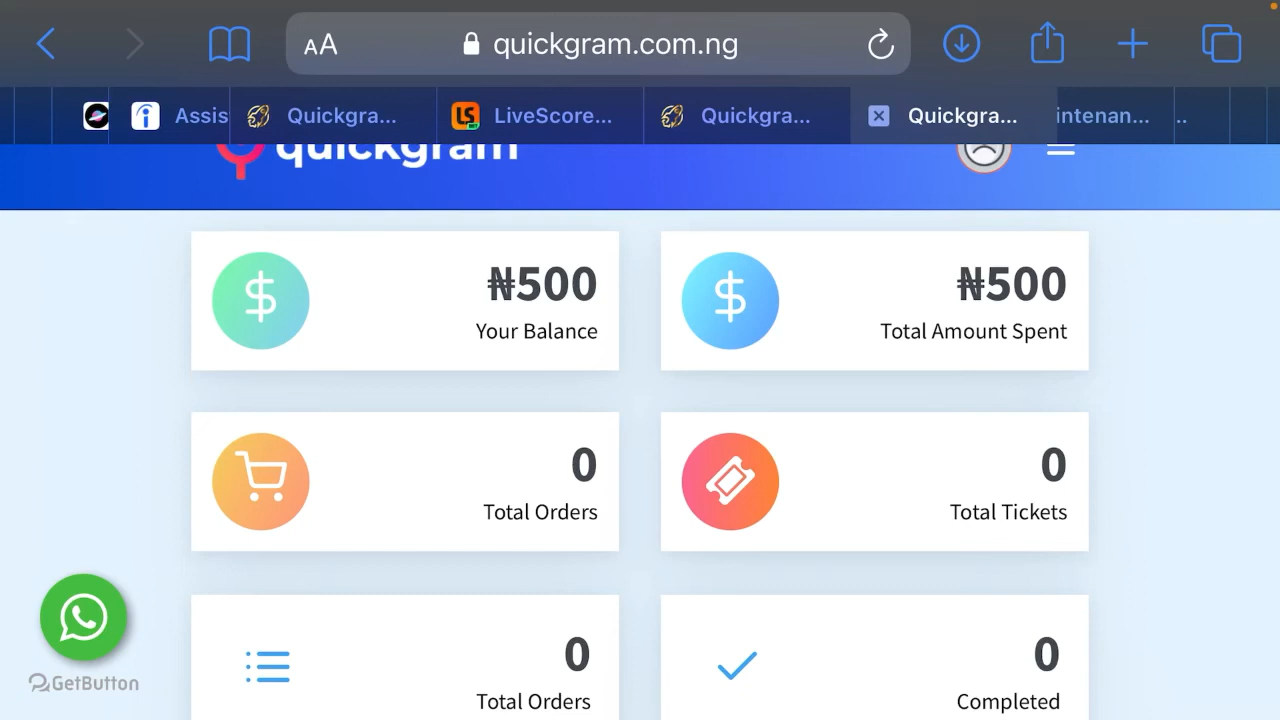 AA quickgram.com.ng
Assis Quickgra... LiveScore... Quickgra... Quickgra... intenan... ..
quickgram
₦500 ₦500
Your Balance Total Amount Spent
0 0
Total Orders Total Tickets
0 0
Total Orders Completed
GetButton